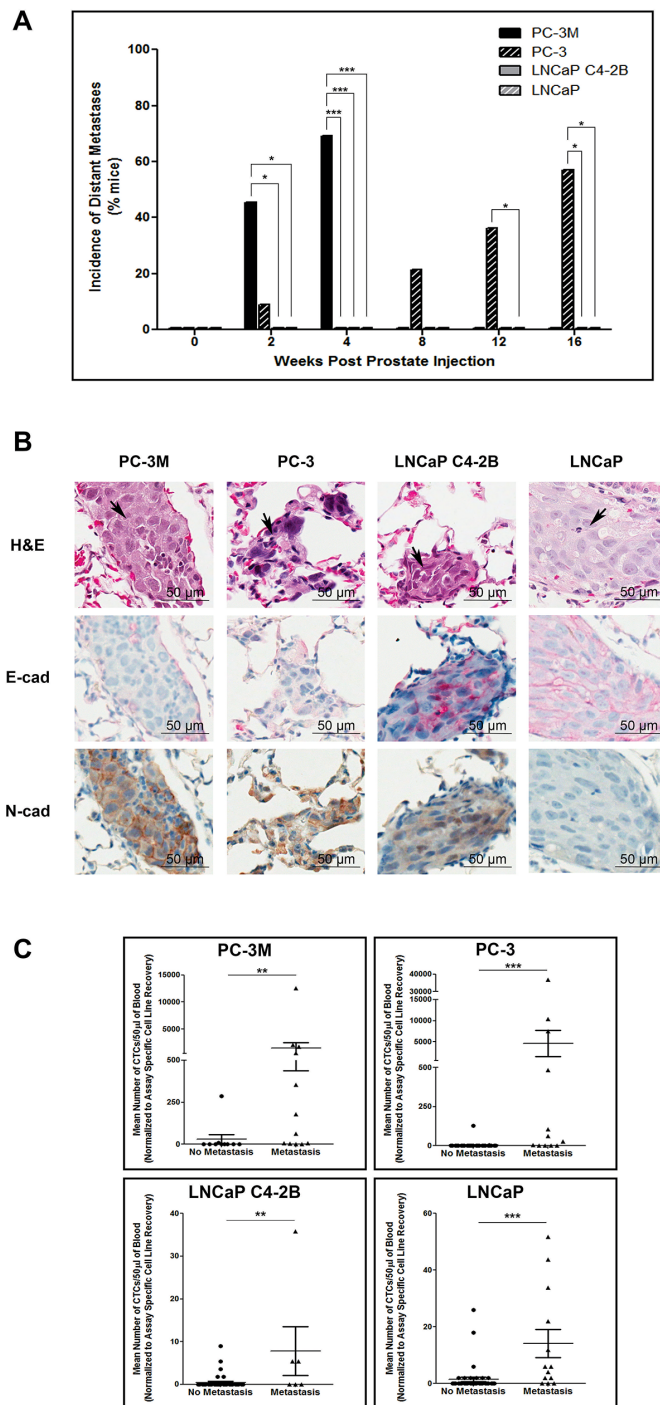 A
PC-3M
PC-3
LNCaP C4-2B
LNCaP
Incidence of Distant Metastases
(% mice)
100
80
60
40
20
0
***
***
***
*
*
*
*
*
0 2 4 8 12 16
Weeks Post Prostate Injection
B
PC-3M PC-3 LNCaP C4-2B LNCaP
H&E
50 µm 50 µm 50 µm 50 µm
E-cad
50 µm 50 µm 50 µm 50 µm
N-cad
50 µm 50 µm 50 µm 50 µm
C
PC-3M
Mean Number of CTCs/50µl of Blood
(Normalized to Assay Specific Cell Line Recovery)
15000
10000
5000
500
250
0
**
No Metastasis Metastasis
PC-3
Mean Number of CTCs/50µl of Blood
(Normalized to Assay Specific Cell Line Recovery)
40000
30000
15000
10000
5000
250
0
***
No Metastasis Metastasis
LNCaP C4-2B
Mean Number of CTCs/50µl of Blood
(Normalized to Assay Specific Cell Line Recovery)
40
30
20
10
0
**
No Metastasis Metastasis
LNCaP
Mean Number of CTCs/50µl of Blood
(Normalized to Assay Specific Cell Line Recovery)
60
40
20
0
***
No Metastasis Metastasis